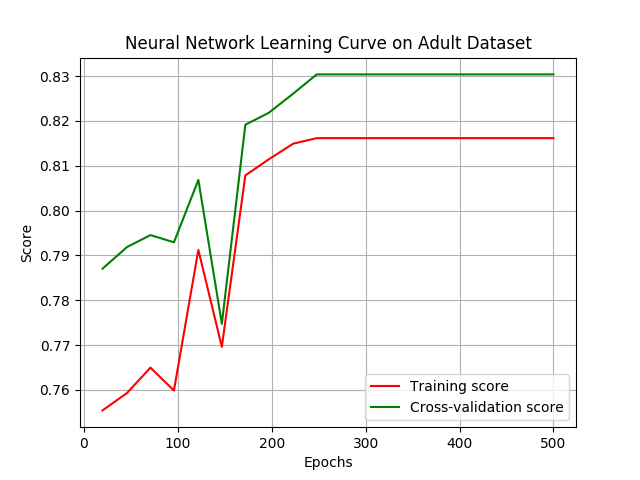 Neural Network Learning Curve on Adult Dataset
0.83
0.82
0.81
0.80
0.79
0.78
0.77
0.76
Score
Training score
Cross-validation score
0 100 200 300 400 500
Epochs